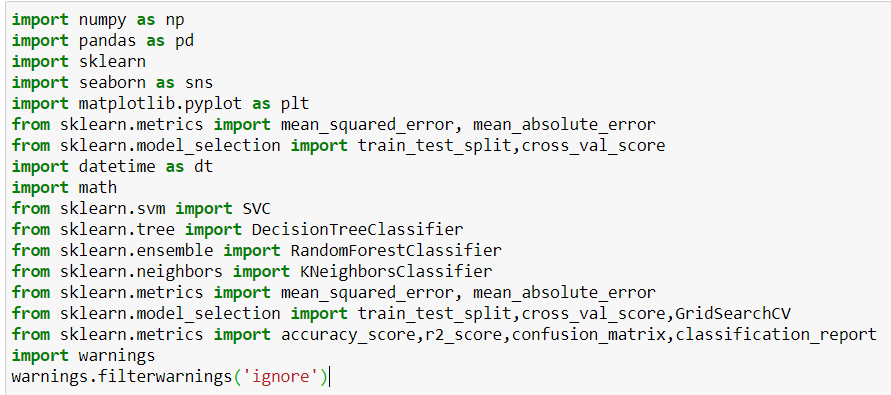 import numpy as np
import pandas as pd
import sklearn
import seaborn as sns
import matplotlib.pyplot as plt
from sklearn.metrics import mean_squared_error, mean_absolute_error
from sklearn.model_selection import train_test_split,cross_val_score
import datetime as dt
import math
from sklearn.svm import SVC
from sklearn.tree import DecisionTreeClassifier
from sklearn.ensemble import RandomForestClassifier
from sklearn.neighbors import KNeighborsClassifier
from sklearn.metrics import mean_squared_error, mean_absolute_error
from sklearn.model_selection import train_test_split,cross_val_score,GridSearchCV
from sklearn.metrics import accuracy_score,r2_score,confusion_matrix,classification_report
import warnings
warnings.filterwarnings('ignore')